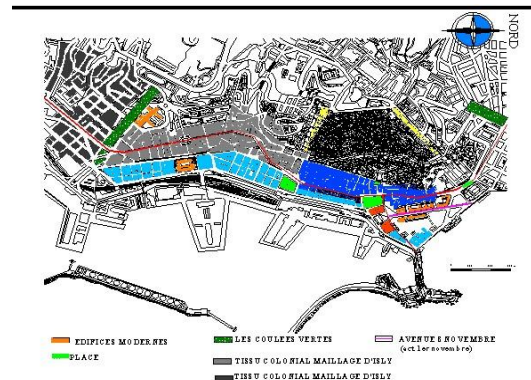 NORD
EDIFICES MODERNES
PLACE
LES COULEES VERTES
TISSU COLONIAL MAILLAGE D'ISLY
TISSU COLONIAL MAILLAGE D'ISLY
AVENUES NOVEMBRE
(ect.1er novembre)